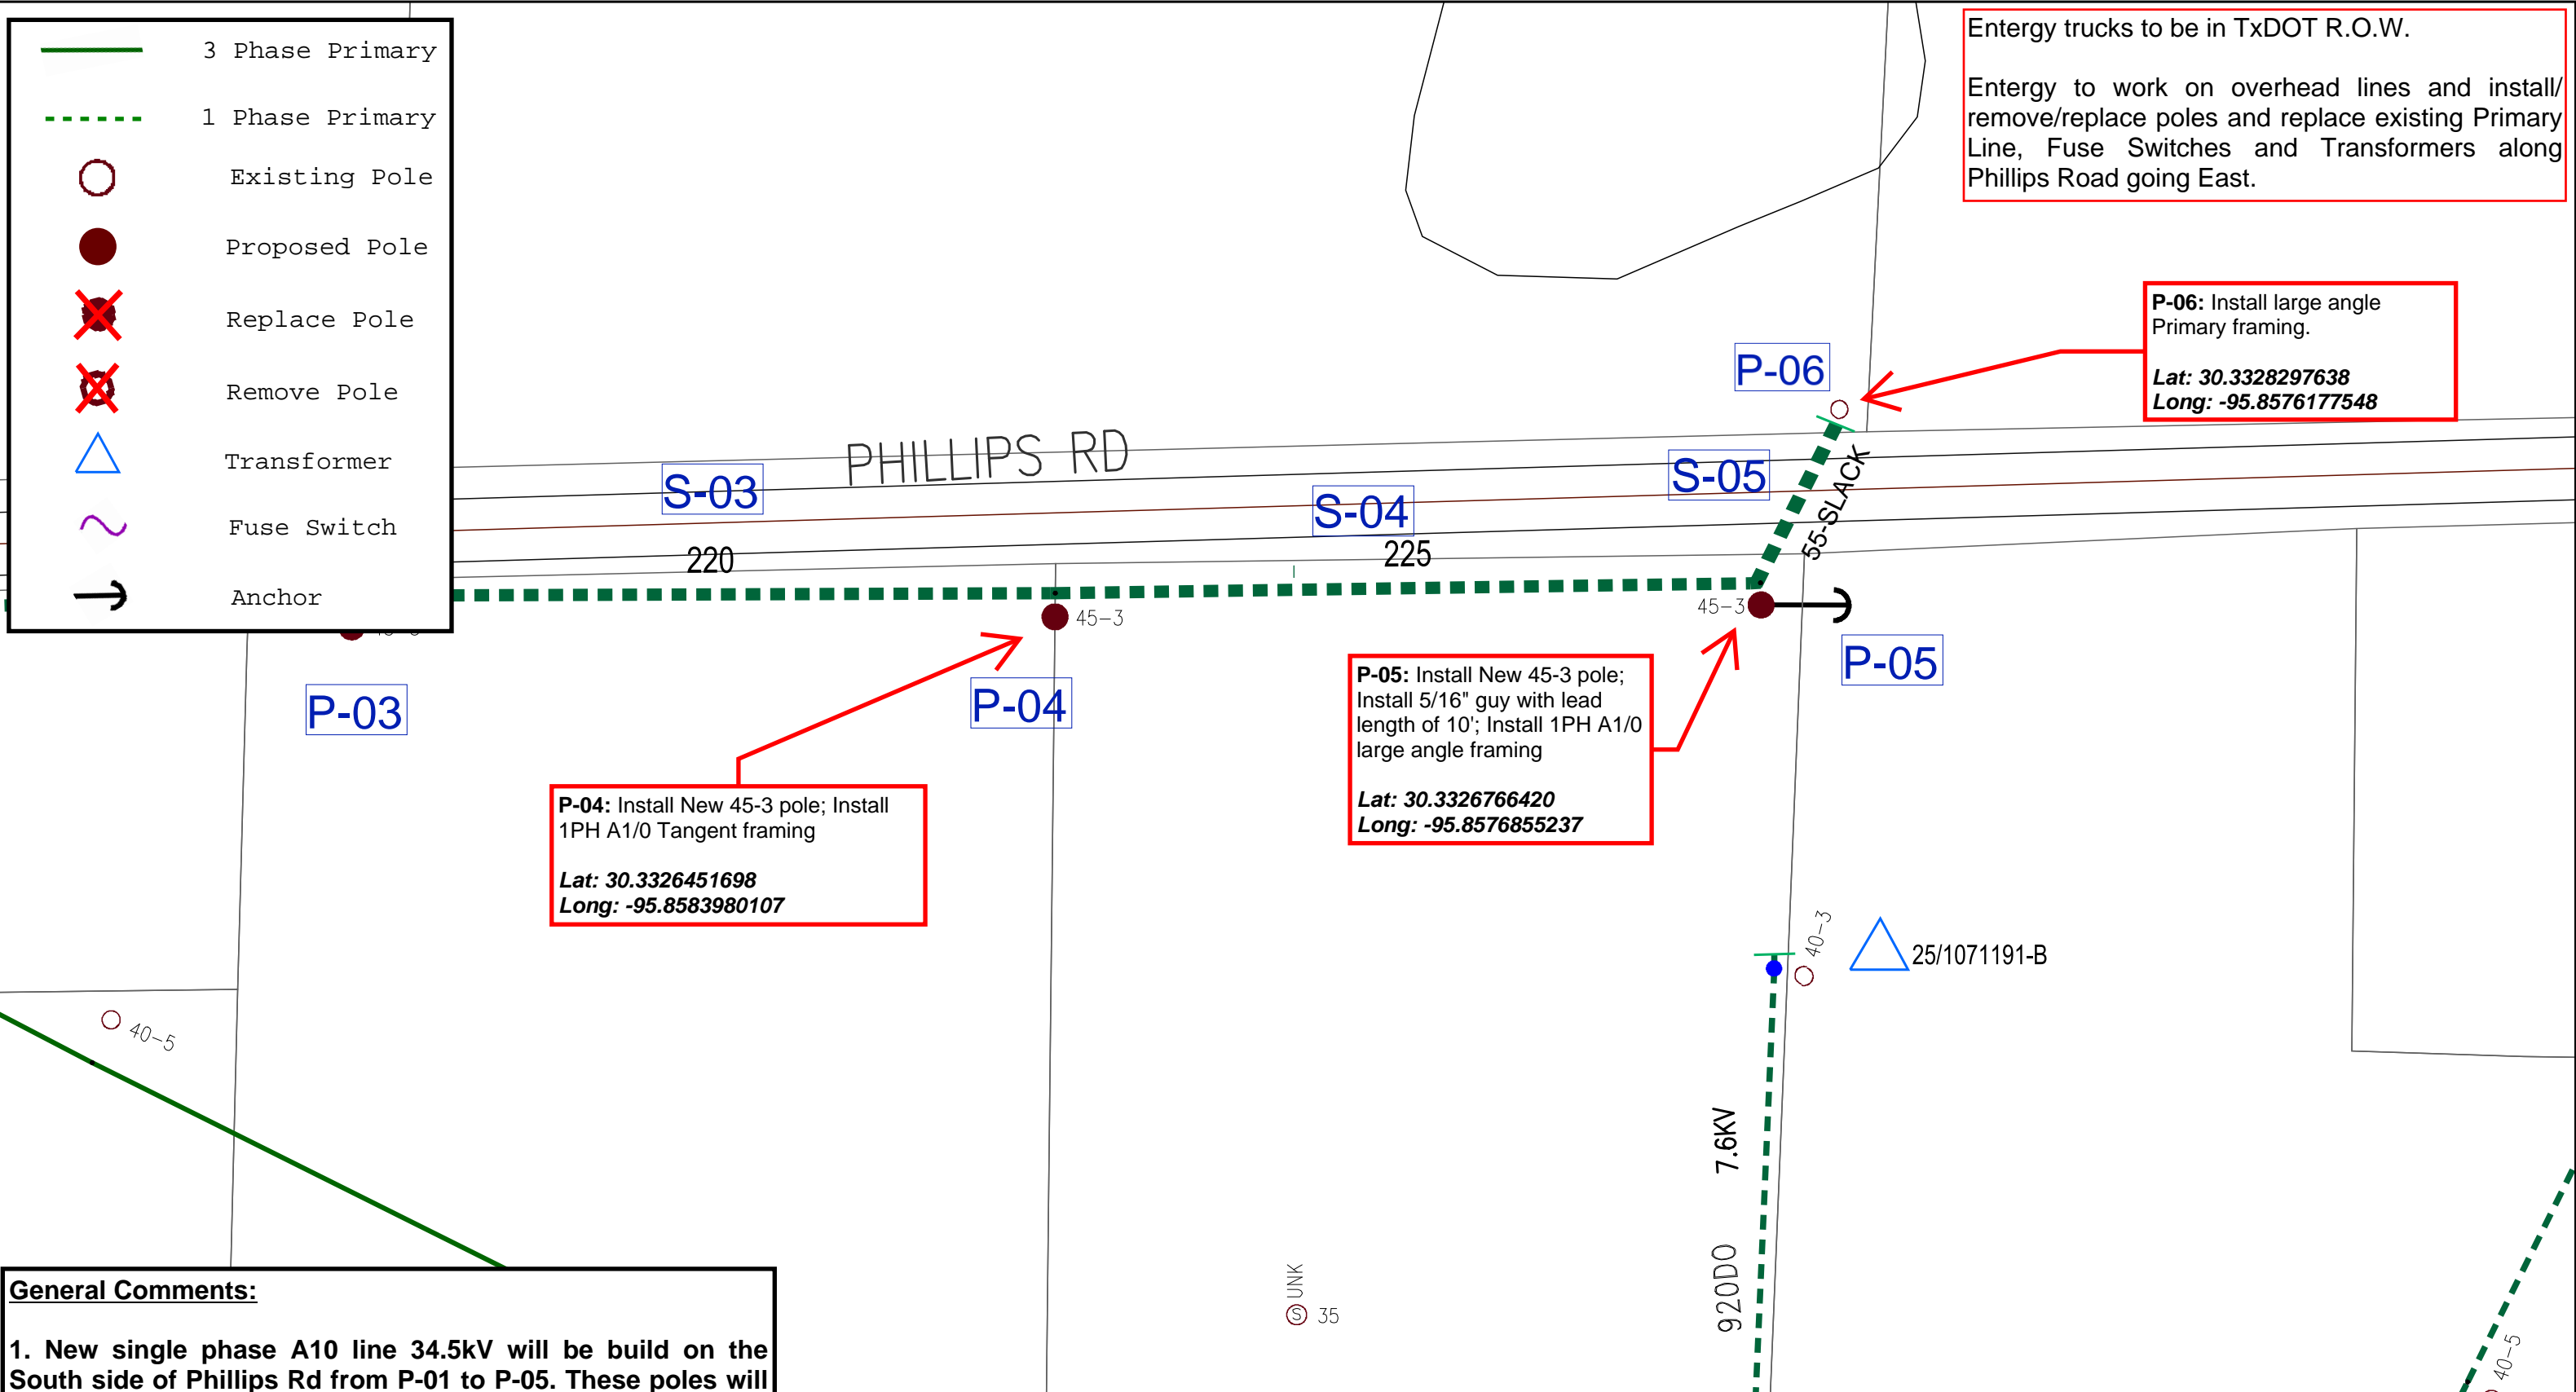 3 Phase Primary
1 Phase Primary
Existing Pole
Proposed Pole
Replace Pole
Remove Pole
Transformer
Fuse Switch
Anchor
Entergy trucks to be in TxDOT R.O.W.
Entergy to work on overhead lines and install/
remove/replace poles and replace existing Primary
Line, Fuse Switches and Transformers along
Phillips Road going East.
P-06: Install large angle
Primary framing.
Lat: 30.3328297638
Long: -95.8576177548
P-06
PHILLIPS RD
S-03
S-04
S-05
55-SLACK
220
225
45-3
45-3
P-03
P-04
P-05
P-05: Install New 45-3 pole;
Install 5/16" guy with lead
length of 10'; Install 1PH A1/0
large angle framing
Lat: 30.3326766420
Long: -95.8576855237
P-04: Install New 45-3 pole; Install
1PH A1/0 Tangent framing
Lat: 30.3326451698
Long: -95.8583980107
40-3
25/1071191-B
40-5
7.6KV
920D0
UNK
S 35
40-5
General Comments:
1. New single phase A10 line 34.5kV will be build on the
South side of Phillips Rd from P-01 to P-05. These poles will